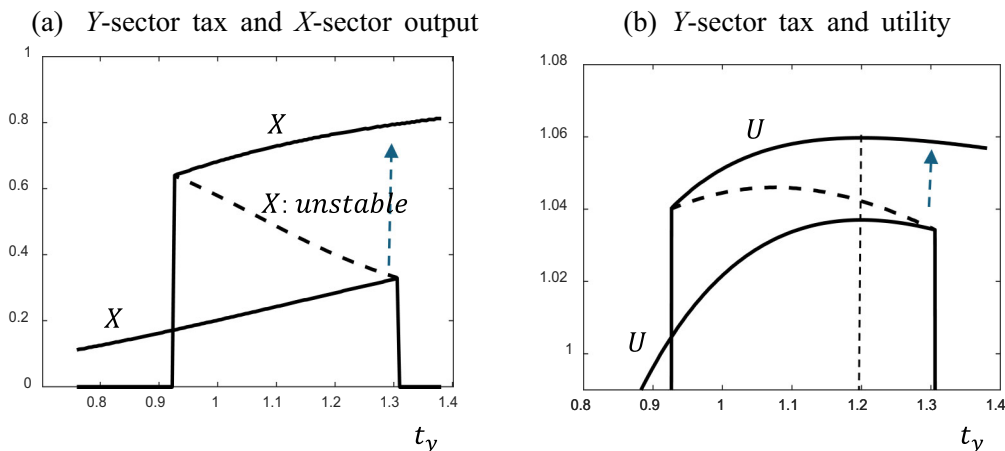 (a) Y-sector tax and X-sector output
1
0.8
0.6
0.4
0.2
0
X
X: unstable
X
0.8 0.9 1 1.1 1.2 1.3 1.4
t_y
(b) Y-sector tax and utility
1.08
1.06
1.04
1.02
1
U
U
0.8 0.9 1 1.1 1.2 1.3 1.4
t_y